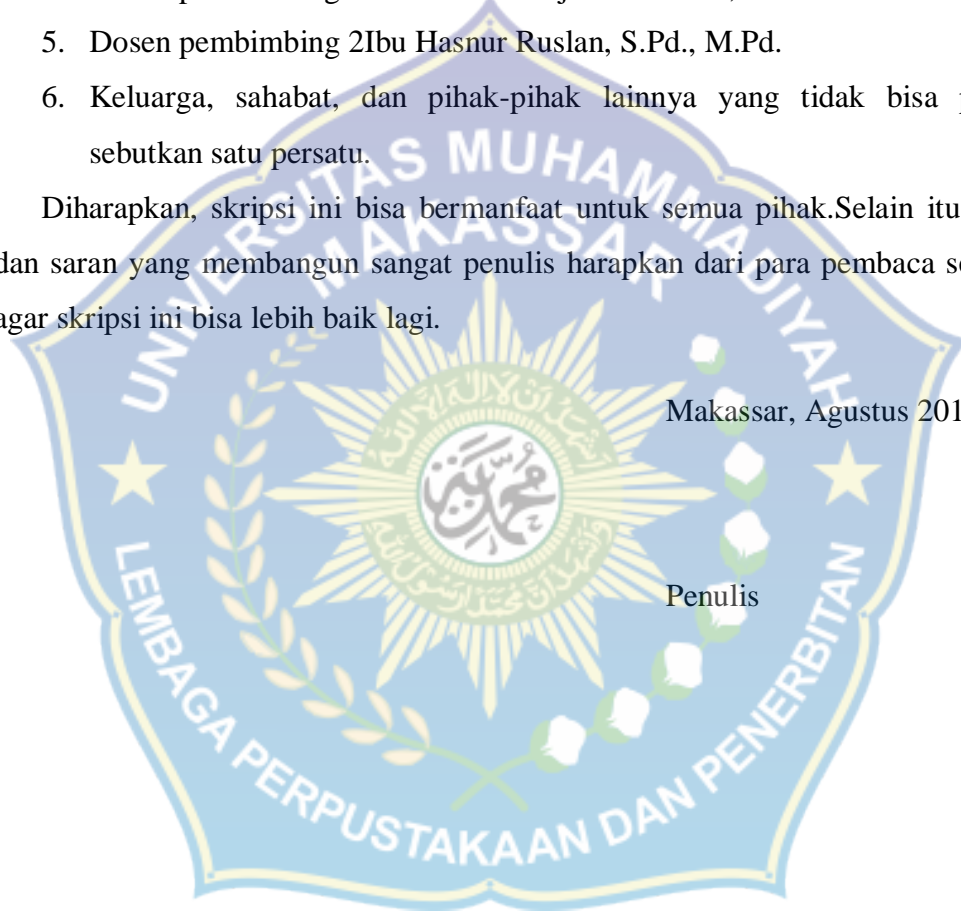 5. Dosen pembimbing 2Ibu Hasnur Ruslan, S.Pd., M.Pd.
6. Keluarga, sahabat, dan pihak-pihak lainnya yang tidak bisa
sebutkan satu persatu.
Diharapkan, skripsi ini bisa bermanfaat untuk semua pihak.Selain itu
dan saran yang membangun sangat penulis harapkan dari para pembaca
agar skripsi ini bisa lebih baik lagi.
Makassar, Agustus 201
Penulis
UNIVERSITAS MUHAMMADIYAH
MAKASSAR
محمد
LEMBAGA PERPUSTAKAAN DAN PENERBITAN